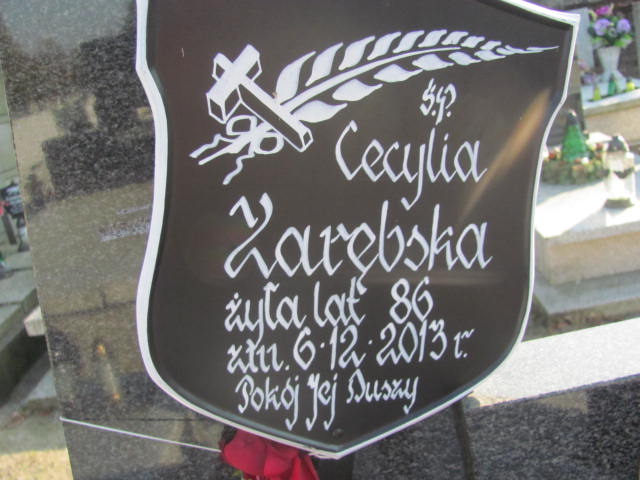 Ś.P.
Cecylia
Zarębska
żyła lat 86
zm. 6.12.2013 r.
Pokój Jej Duszy